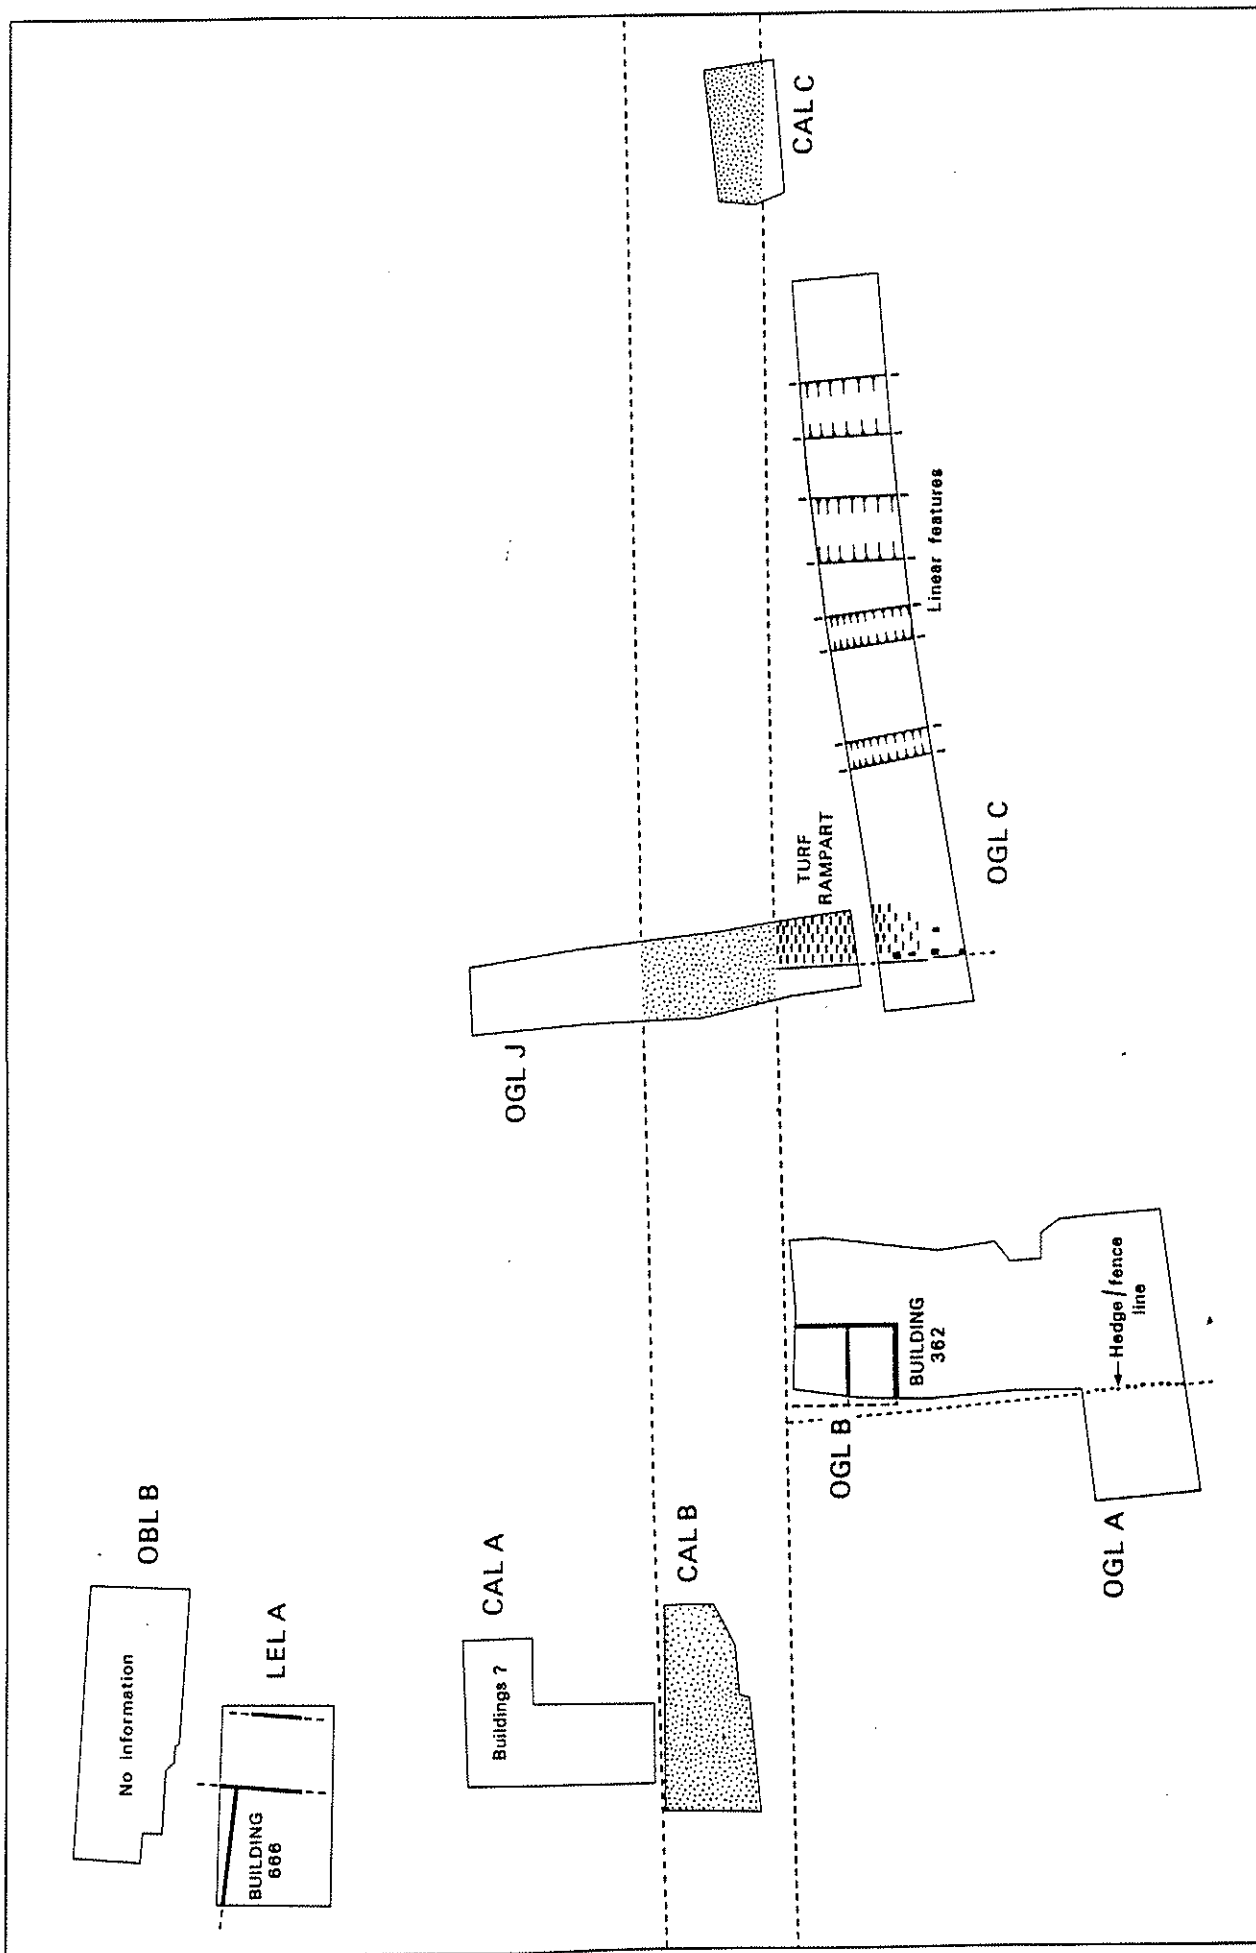 OBL B
No Information
LEL A
BUILDING
666
CAL A
Buildings ?
CAL B
OGL B
BUILDING
362
Hedge/fence
line
OGL A
OGL J
TURF
RAMPART
OGL C
Linear features
CAL C